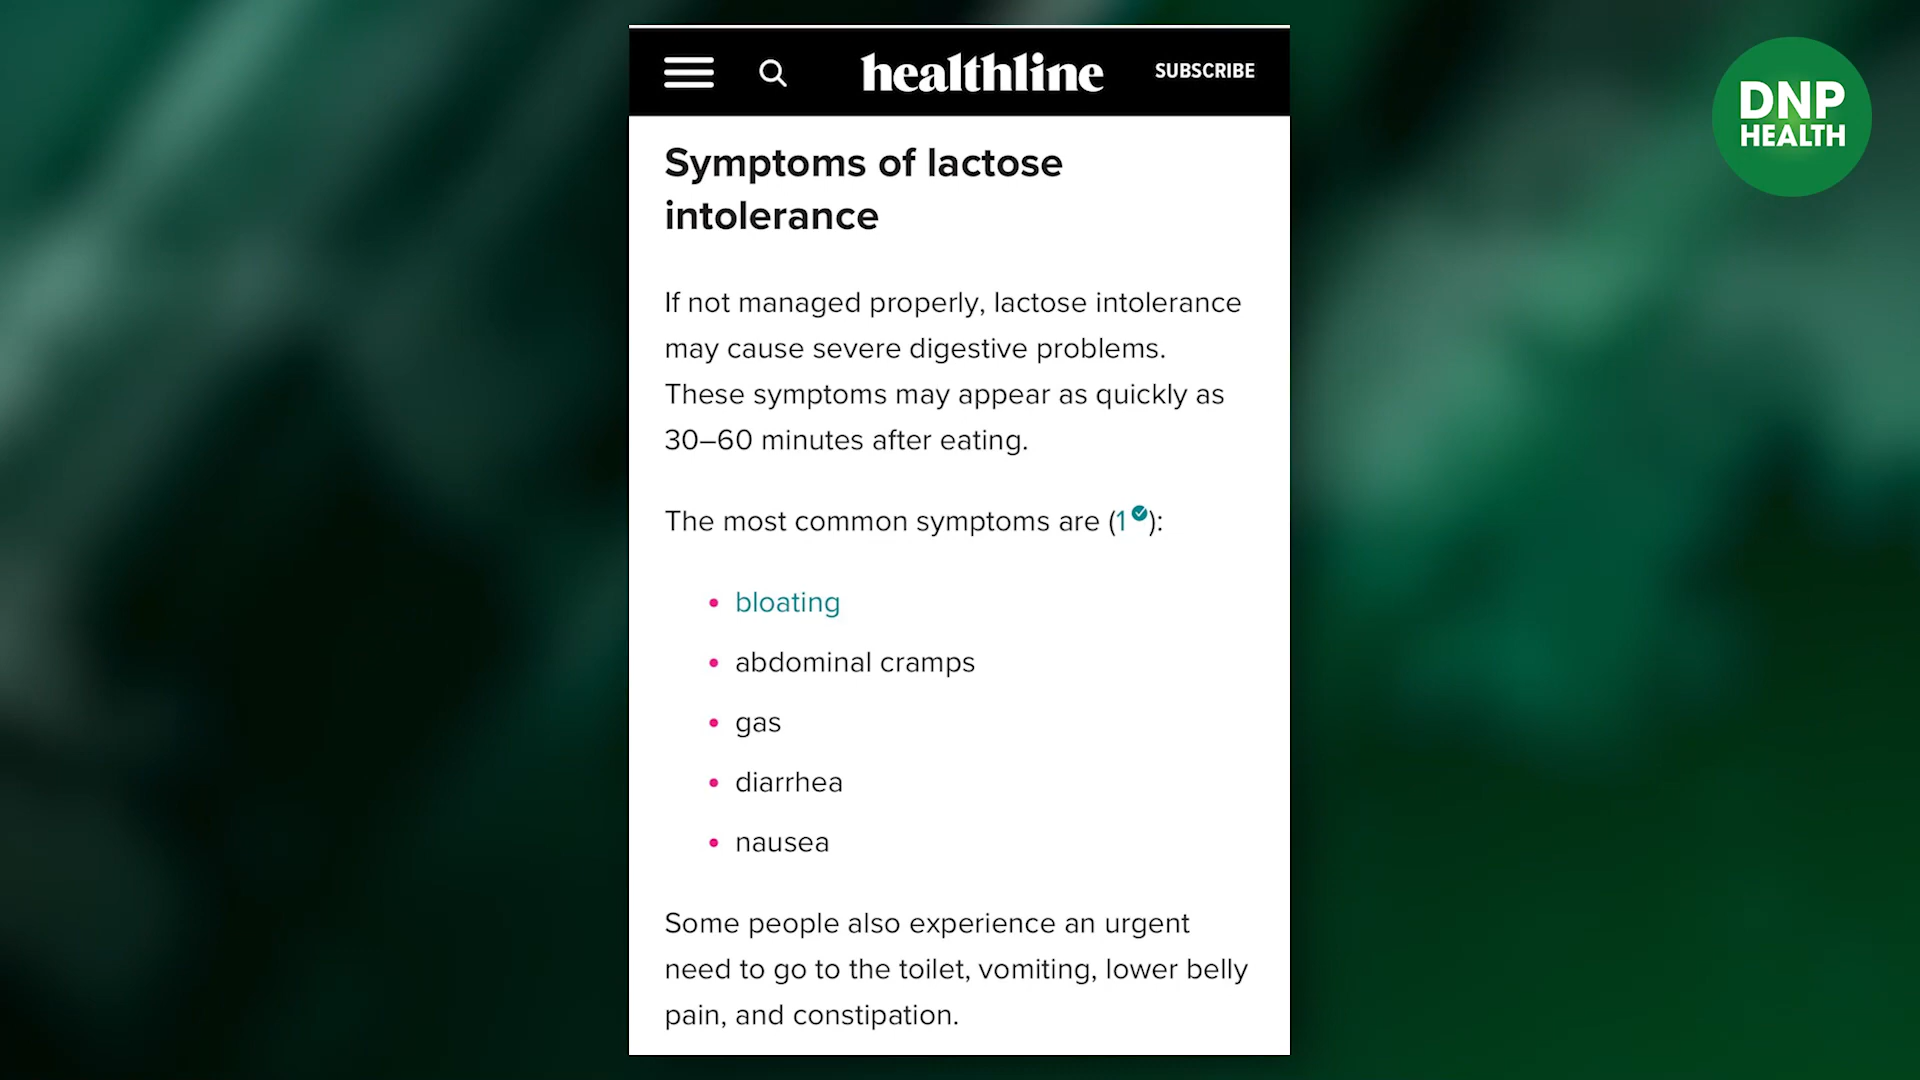 healthline
SUBSCRIBE
DNP
HEALTH
Symptoms of lactose
intolerance
If not managed properly, lactose intolerance
may cause severe digestive problems.
These symptoms may appear as quickly as
30–60 minutes after eating.
The most common symptoms are (1):
• bloating
• abdominal cramps
• gas
• diarrhea
• nausea
Some people also experience an urgent
need to go to the toilet, vomiting, lower belly
pain, and constipation.